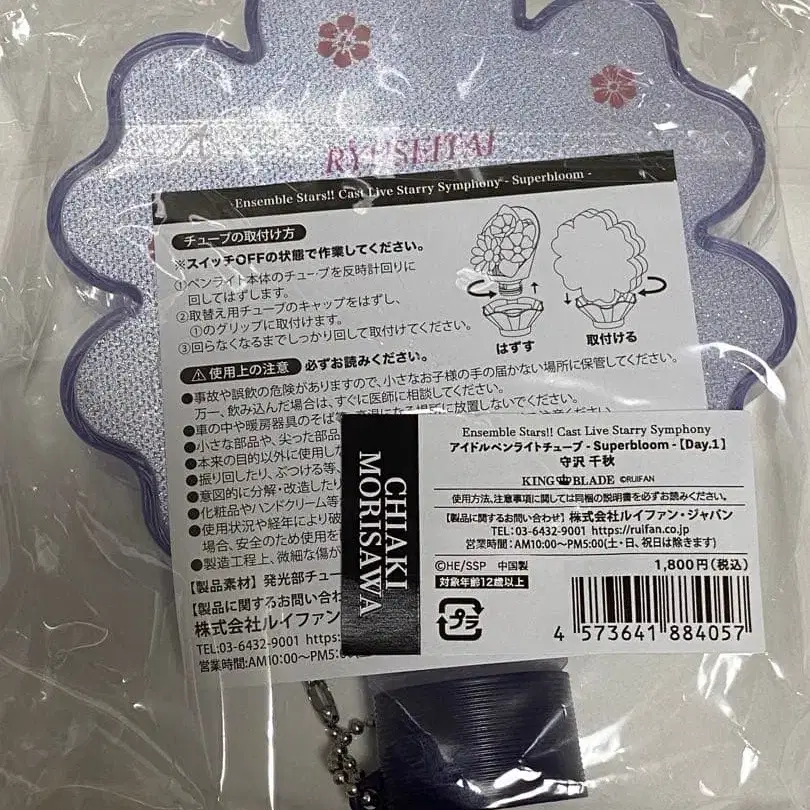 RYUSEITAI
- Ensemble Stars!! Cast Live Starry Symphony - Superbloom -
チューブの取付け方
※スイッチOFFの状態で作業してください。
①ペンライト本体のチューブを反時計回りに
回してはずします。
②取替え用チューブのキャップをはずし、
①のグリップに取付けます。
③回らなくなるまでしっかり回して取付けてください。
はずす
取付ける
⚠使用上の注意 必ずお読みください。
●事故や誤飲の危険がありますので、小さなお子様の手の届かない場所に保管してください。
万一、飲み込んだ場合は、すぐに医師に相談してください。
●車の中や暖房器具のそば等、高温になる場所に放置しないでください。
●小さな部品や、尖った部品
●本来の目的以外に使用し
●振り回したり、ぶつける等、
●意図的に分解・改造したり
●化粧品やハンドクリーム等
●使用状況や経年により破
場合、安全のため使用を
●製造工程上、微細な傷が
【製品素材】発光部チュー
【製品に関するお問い合わ
株式会社ルイファン
TEL:03-6432-9001 https:
営業時間:AM10:00~PM5:0
CHIAKI
MORISAWA
Ensemble Stars!! Cast Live Starry Symphony
アイドルペンライトチューブ - Superbloom -【Day.1】
守沢 千秋
KING BLADE ©RUIFAN
使用方法、注意事項に関しては同梱の説明書を必ずお読みください。
【製品に関するお問い合わせ】株式会社ルイファン・ジャパン
TEL:03-6432-9001 https://ruifan.co.jp
営業時間：AM10:00~PM5:00(土・日、祝日は除きます)
©HE/SSP 中国製
1,800円(税込)
対象年齢12歳以上
プラ
4 573641 884057